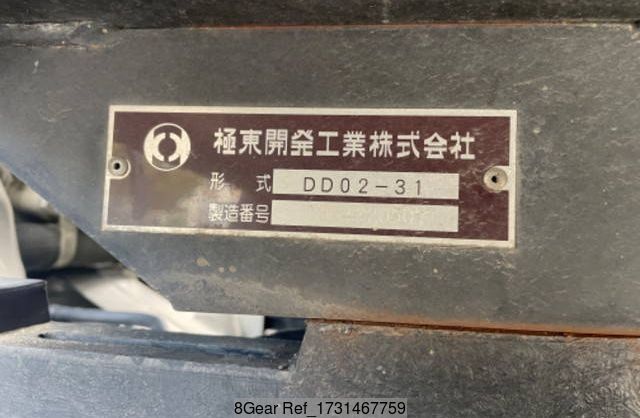 極東開発工業株式会社
形式 DD02-31
製造番号
8Gear Ref_1731467759